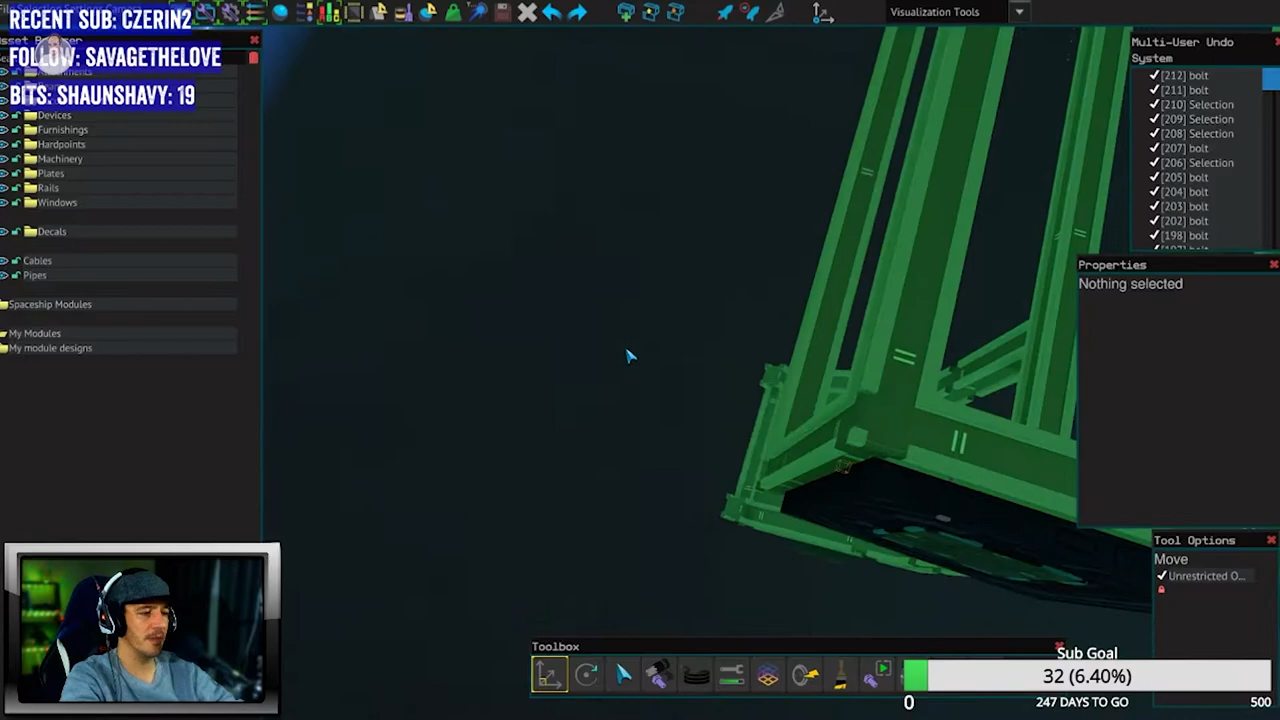 RECENT SUB: CZERIN2
FOLLOW: SAVAGETHELOVE
BITS: SHAUNSHAVY: 19
Visualization Tools
Devices
Furnishings
Hardpoints
Machinery
Plates
Rails
Windows
Decals
Cables
Pipes
Spaceship Modules
My Modules
My module designs
Multi-User Undo
System
[212] bolt
[211] bolt
[210] Selection
[209] Selection
[208] Selection
[207] bolt
[206] Selection
[205] bolt
[204] bolt
[203] bolt
[202] bolt
[198] bolt
Properties
Nothing selected
Tool Options
Move
Unrestricted O...
Toolbox
Sub Goal
32 (6.40%)
0 247 DAYS TO GO 500